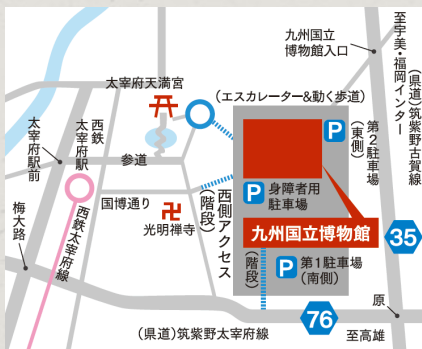 九州国立
博物館入口
至宇美・福岡インター
(県道)筑紫野古賀線
太宰府天満宮
(エスカレーター&動く歩道)
P
第2駐車場
(東側)
西鉄
太宰府駅
太宰府
駅前
参道
国博通り
光明禅寺
西側アクセス
(階段)
P
身障者用
駐車場
九州国立博物館
35
梅大路
西鉄太宰府線
(階段)
P
第1駐車場
(南側)
76
原
(県道)筑紫野太宰府線
至高雄